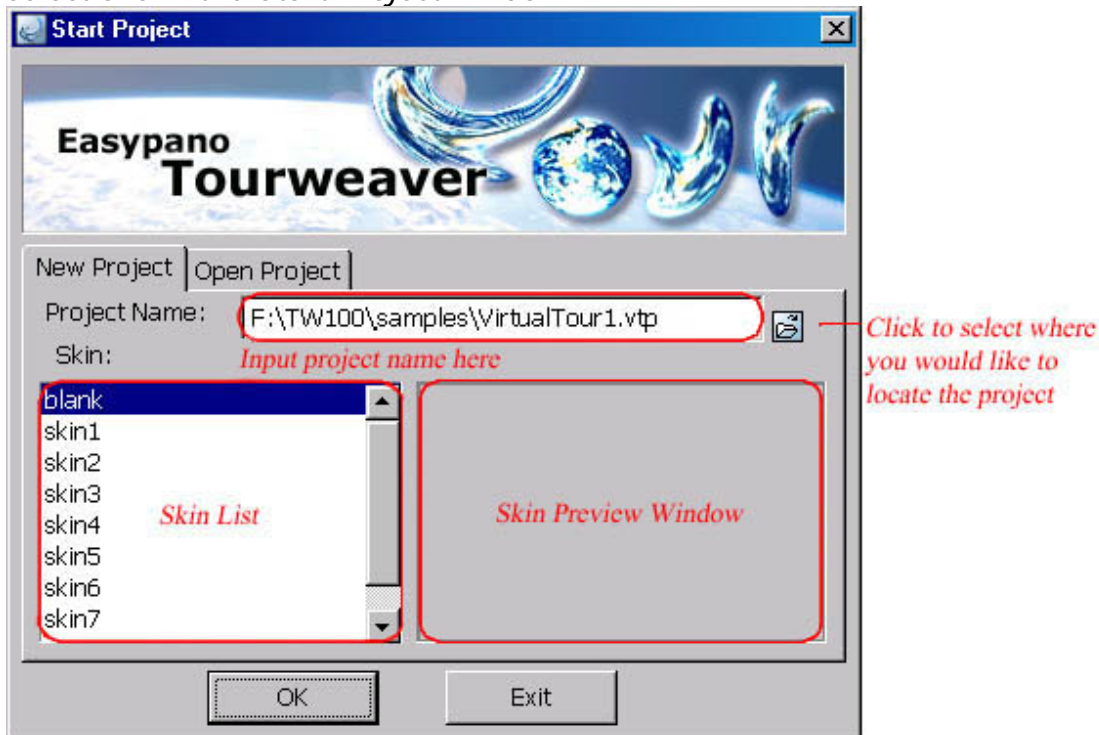 Start Project
Easypano
Tourweaver
New Project Open Project
Project Name: F:\TW100\samples\VirtualTour1.vtp
Click to select where
you would like to
locate the project
Skin: Input project name here
blank
skin1
skin2
skin3
skin4
skin5
skin6
skin7
Skin List
Skin Preview Window
OK Exit